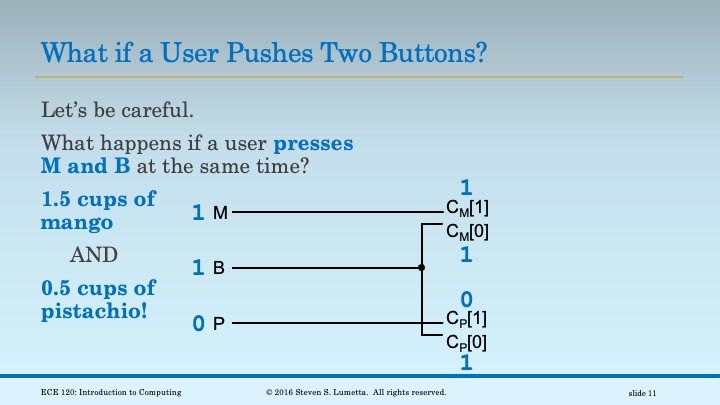 What if a User Pushes Two Buttons?
Let's be careful.
What happens if a user presses
M and B at the same time?
1.5 cups of
mango
AND
0.5 cups of
pistachio!
1 M
1 B
0 P
1
C_M[1]
C_M[0]
1
0
C_P[1]
C_P[0]
1
ECE 120: Introduction to Computing
© 2016 Steven S. Lumetta. All rights reserved.
slide 11